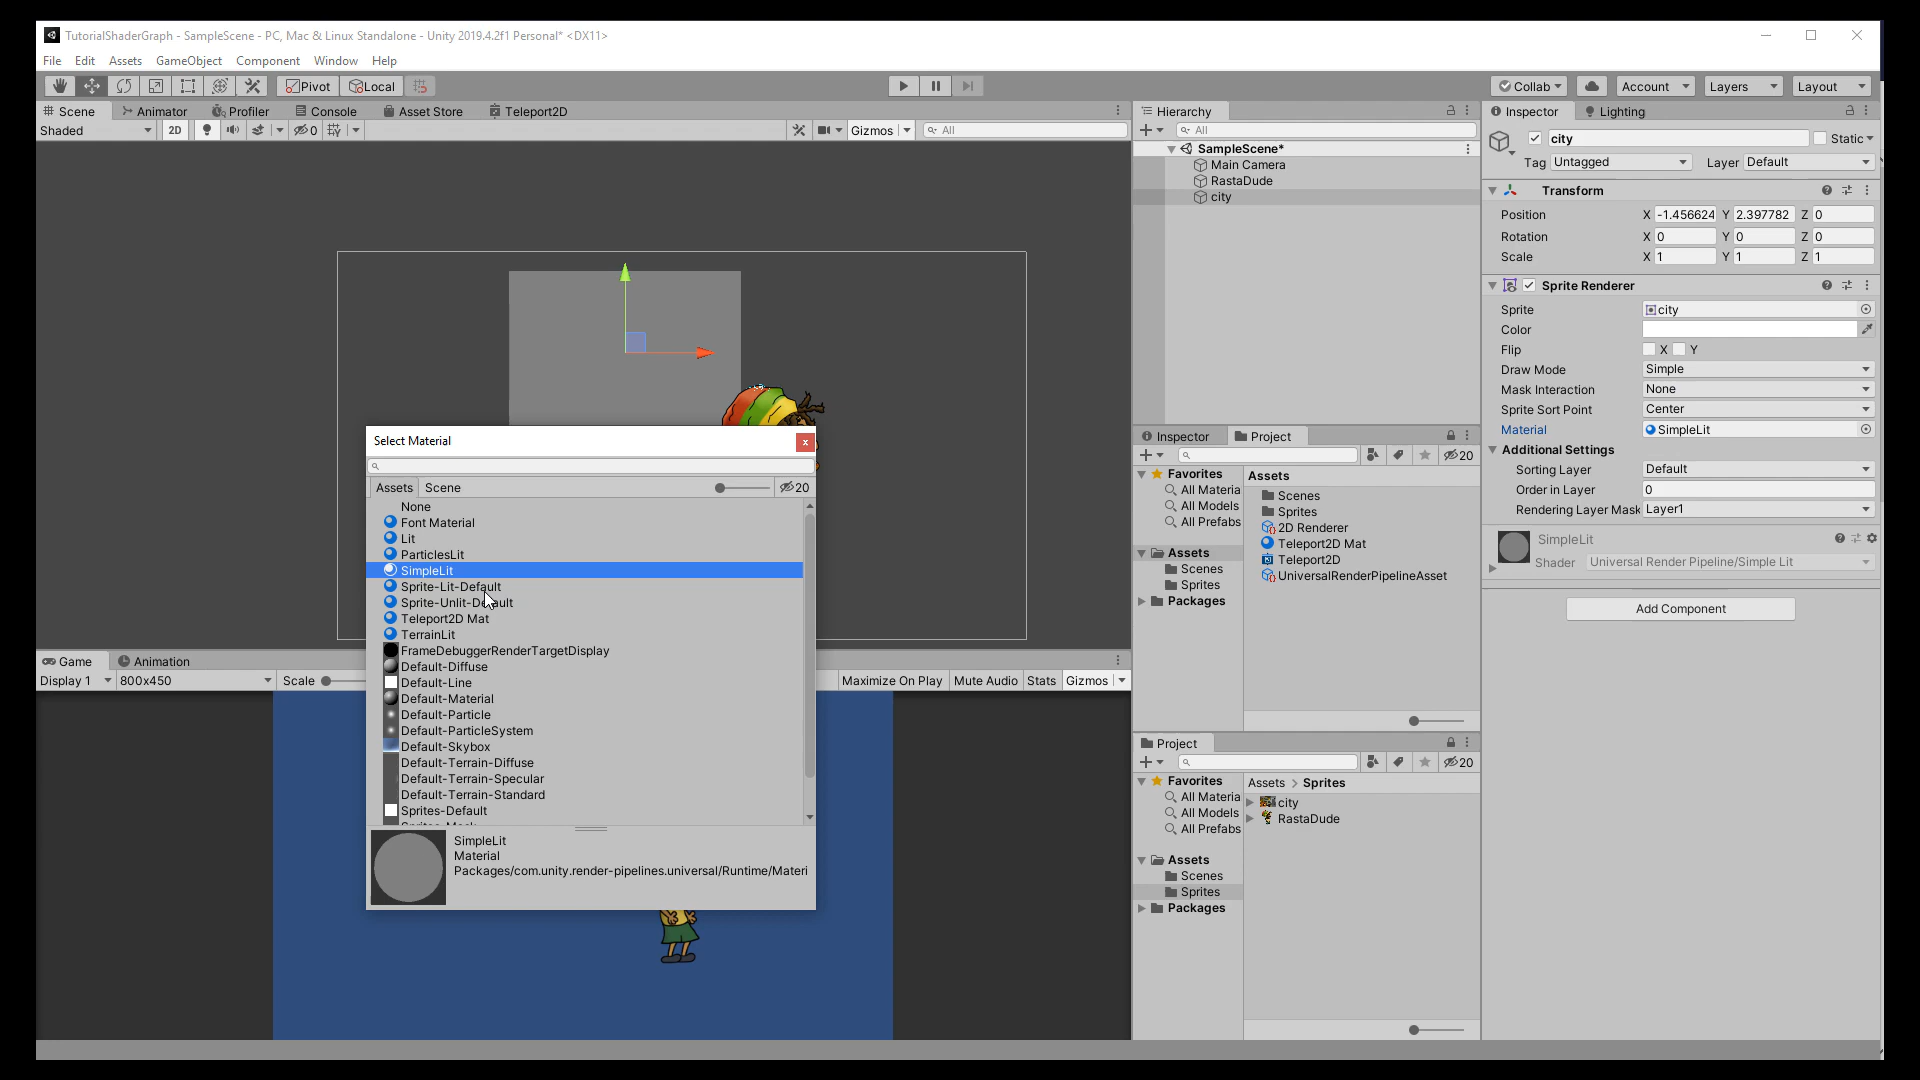 TutorialShaderGraph - SampleScene - PC, Mac & Linux Standalone - Unity 2019.4.2f1 Personal* <DX11>
File Edit Assets GameObject Component Window Help
Pivot Local Collab Account Layers Layout
Scene Animator Profiler Console Asset Store Teleport2D
Shaded 2D 0 Gizmos All
Hierarchy
All
SampleScene*
Main Camera
RastaDude
city
Inspector Lighting
city Static
Tag Untagged Layer Default
Transform
Position X -1.456624 Y 2.397782 Z 0
Rotation X 0 Y 0 Z 0
Scale X 1 Y 1 Z 1
Sprite Renderer
Sprite city
Color
Flip X Y
Draw Mode Simple
Mask Interaction None
Sprite Sort Point Center
Material SimpleLit
Additional Settings
Sorting Layer Default
Order in Layer 0
Rendering Layer Mask Layer1
SimpleLit
Shader Universal Render Pipeline/Simple Lit
Add Component
Select Material
x
Assets Scene 20
None
Font Material
Lit
ParticlesLit
SimpleLit
Sprite-Lit-Default
Sprite-Unlit-Default
Teleport2D Mat
TerrainLit
FrameDebuggerRenderTargetDisplay
Default-Diffuse
Default-Line
Default-Material
Default-Particle
Default-ParticleSystem
Default-Skybox
Default-Terrain-Diffuse
Default-Terrain-Specular
Default-Terrain-Standard
Sprites-Default
SimpleLit
Material
Packages/com.unity.render-pipelines.universal/Runtime/Materi
Game Animation
Display 1 800x450 Scale Maximize On Play Mute Audio Stats Gizmos
Inspector Project
20
Favorites
All Materia
All Models
All Prefabs
Assets
Scenes
Sprites
Packages
Assets
Scenes
Sprites
2D Renderer
Teleport2D Mat
Teleport2D
UniversalRenderPipelineAsset
Project
20
Favorites
All Materia
All Models
All Prefabs
Assets
Scenes
Sprites
Packages
Assets > Sprites
city
RastaDude